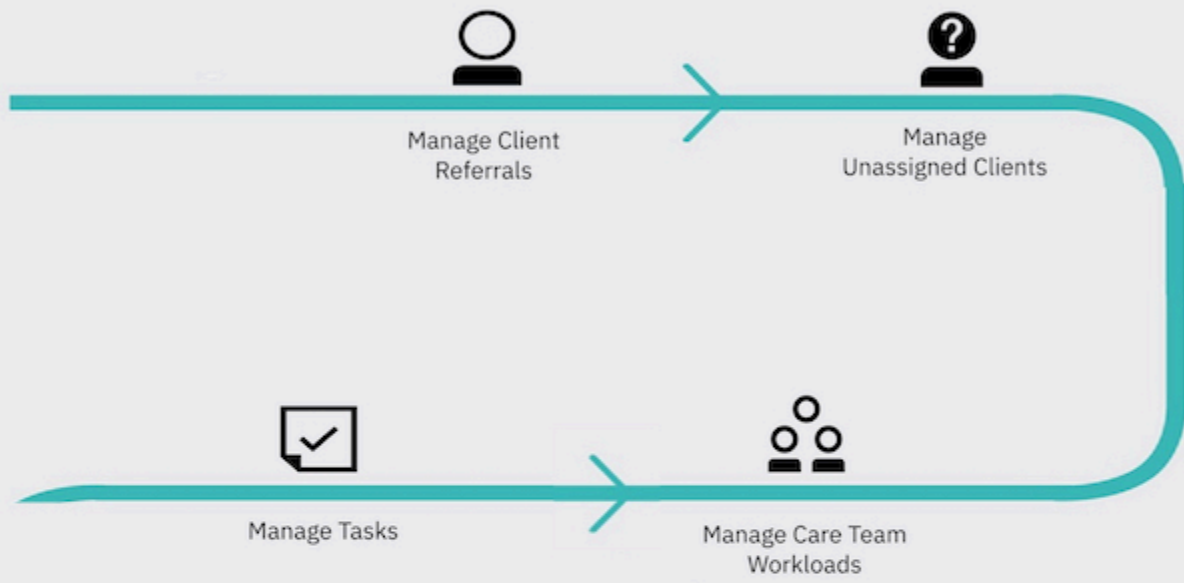 Manage Client
Referrals
Manage
Unassigned Clients
Manage Tasks
Manage Care Team
Workloads